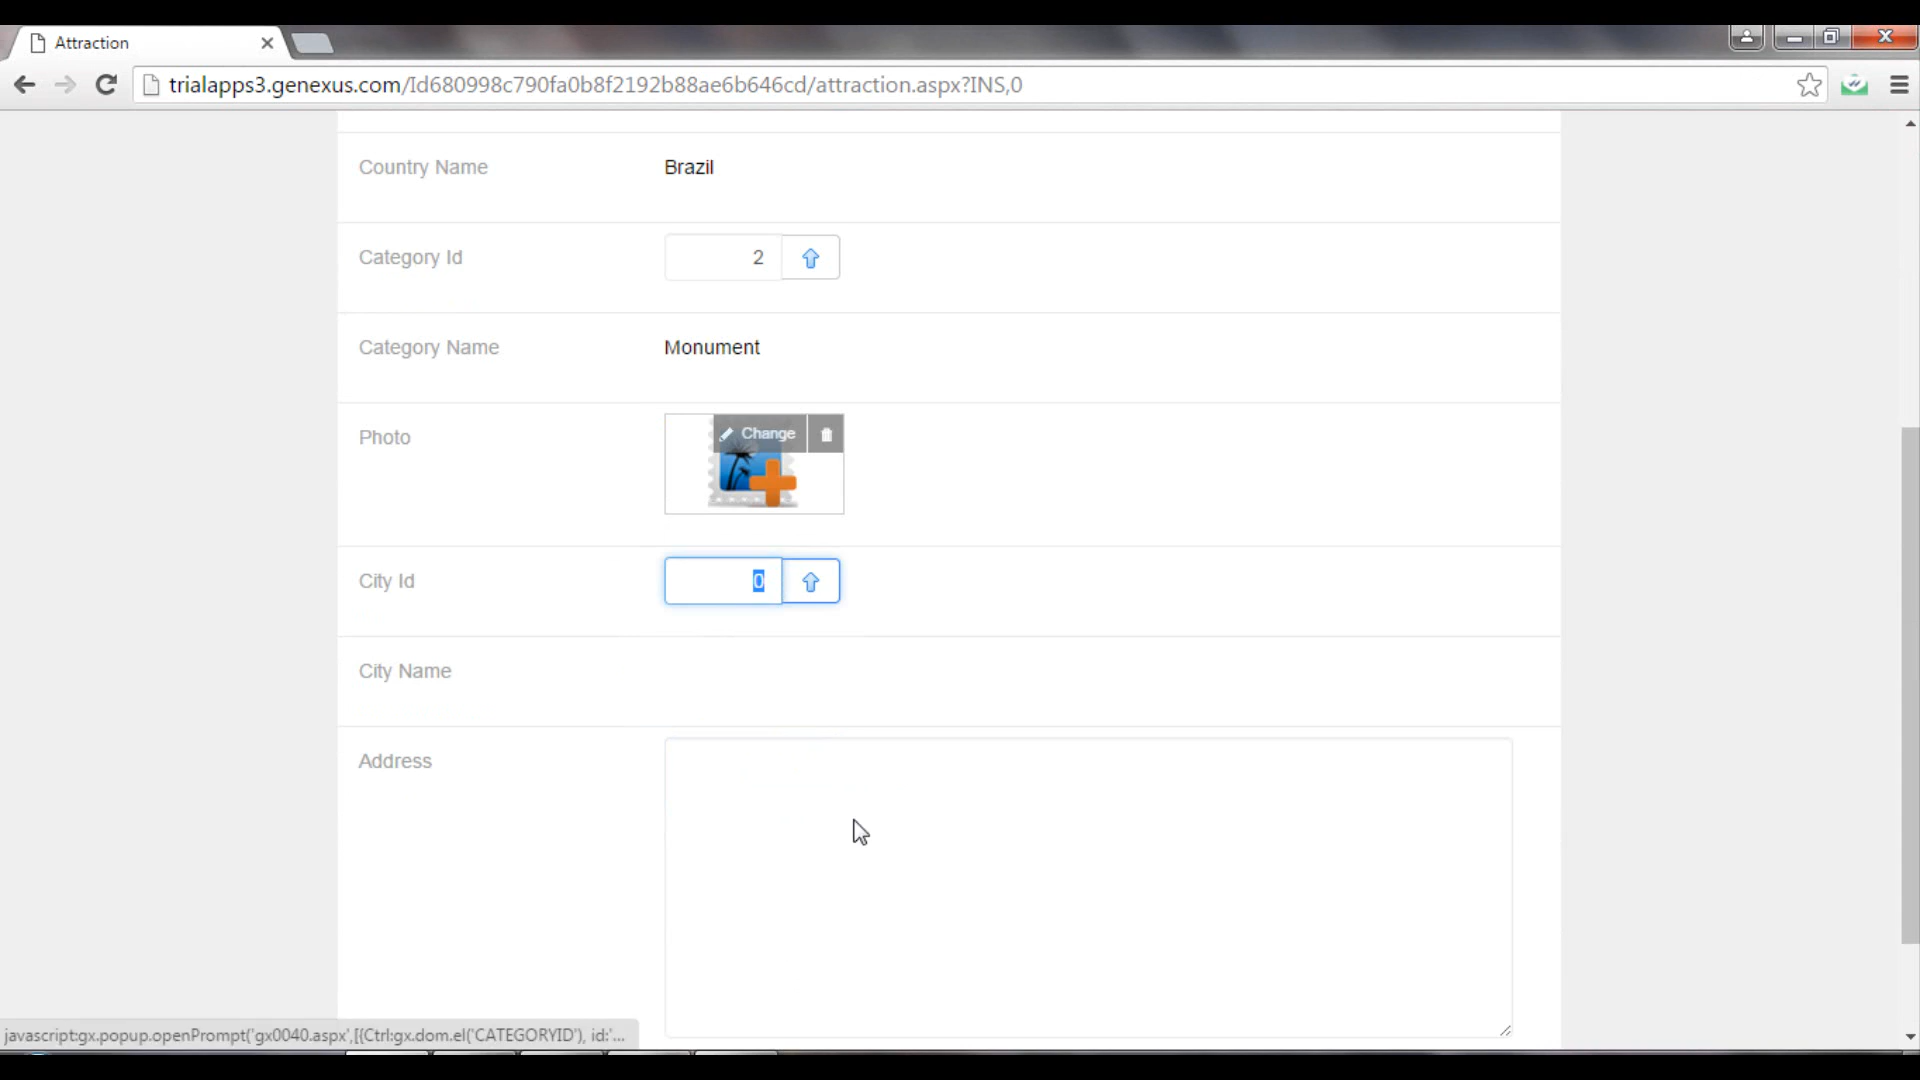 Attraction
trialapps3.genexus.com/Id680998c790fa0b8f2192b88ae6b646cd/attraction.aspx?INS,0
Country Name Brazil
Category Id 2
Category Name Monument
Photo Change
City Id 0
City Name
Address
javascript:gx.popup.openPrompt('gx0040.aspx',[{Ctrl:gx.dom.el('CATEGORYID'), id:'...